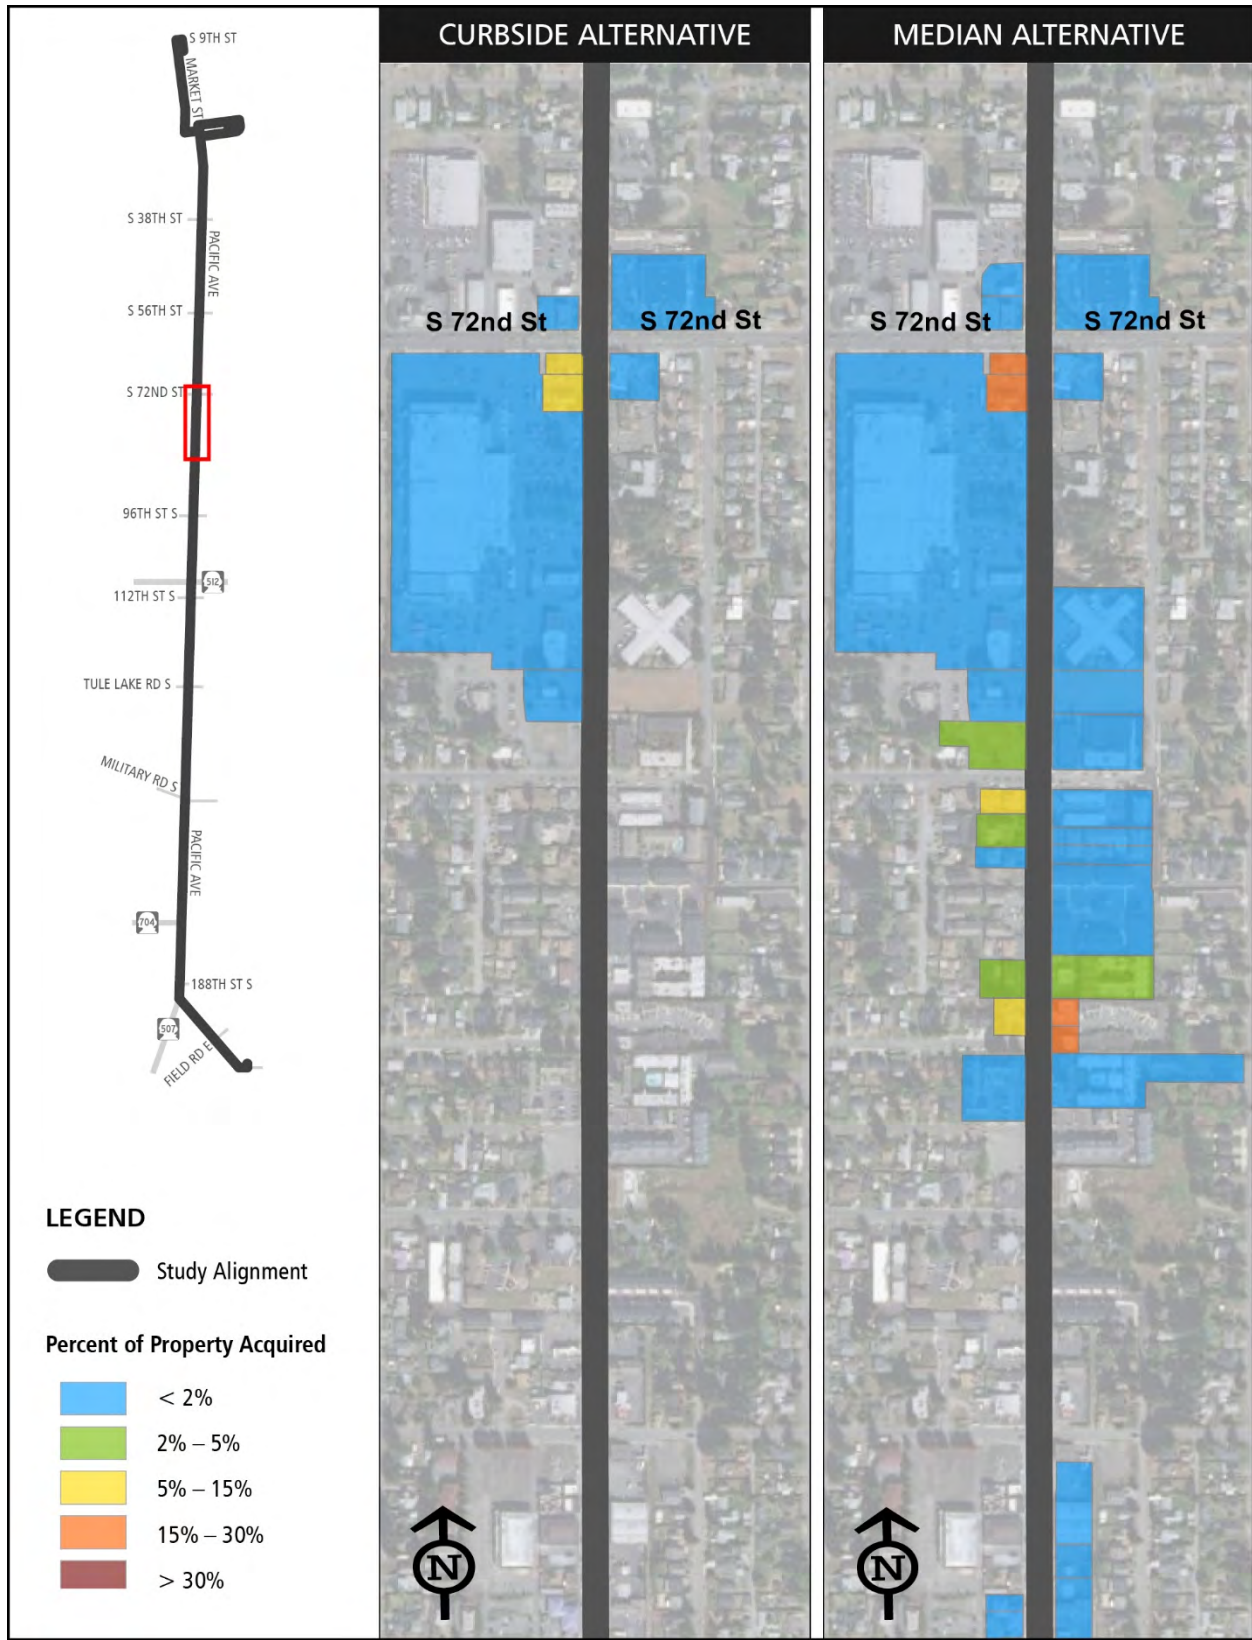 CURBSIDE ALTERNATIVE
MEDIAN ALTERNATIVE
S 9TH ST
MARKET ST
S 38TH ST
PACIFIC AVE
S 56TH ST
S 72ND ST
96TH ST S
512
112TH ST S
TULE LAKE RD S
MILITARY RD S
PACIFIC AVE
704
188TH ST S
507
FIELD RD E
S 72nd St
S 72nd St
S 72nd St
S 72nd St
LEGEND
Study Alignment
Percent of Property Acquired
< 2%
2% – 5%
5% – 15%
15% – 30%
> 30%
N
N